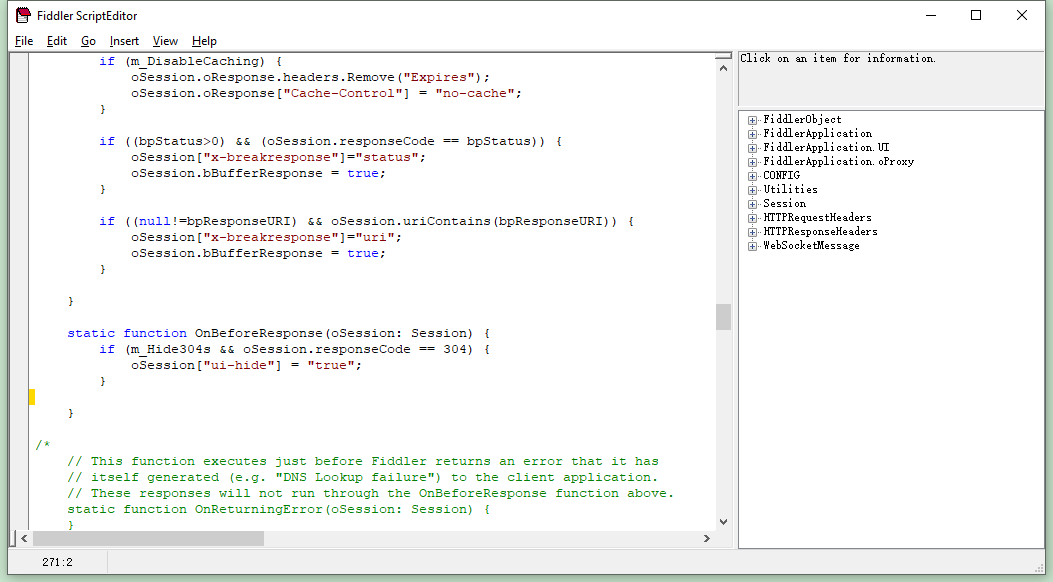 Fiddler ScriptEditor
File Edit Go Insert View Help
if (m_DisableCaching) {
oSession.oResponse.headers.Remove("Expires");
oSession.oResponse["Cache-Control"] = "no-cache";
}
if ((bpStatus>0) && (oSession.responseCode == bpStatus)) {
oSession["x-breakresponse"]="status";
oSession.bBufferResponse = true;
}
if ((null!=bpResponseURI) && oSession.uriContains(bpResponseURI)) {
oSession["x-breakresponse"]="uri";
oSession.bBufferResponse = true;
}
}
static function OnBeforeResponse(oSession: Session) {
if (m_Hide304s && oSession.responseCode == 304) {
oSession["ui-hide"] = "true";
}
}
/*
// This function executes just before Fiddler returns an error that it has
// itself generated (e.g. "DNS Lookup failure") to the client application.
// These responses will not run through the OnBeforeResponse function above.
static function OnReturningError(oSession: Session) {
}
271:2
Click on an item for information.
FiddlerObject
FiddlerApplication
FiddlerApplication.UI
FiddlerApplication.oProxy
CONFIG
Utilities
Session
HTTPRequestHeaders
HTTPResponseHeaders
WebSocketMessage